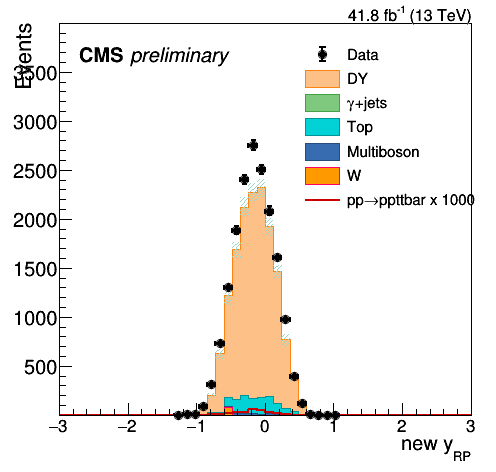 41.8 fb⁻¹ (13 TeV)
Events
CMS preliminary
Data
DY
γ+jets
Top
Multiboson
W
pp→ppttbar x 1000
3500
3000
2500
2000
1500
1000
500
−3 −2 −1 0 1 2 3
new y_RP